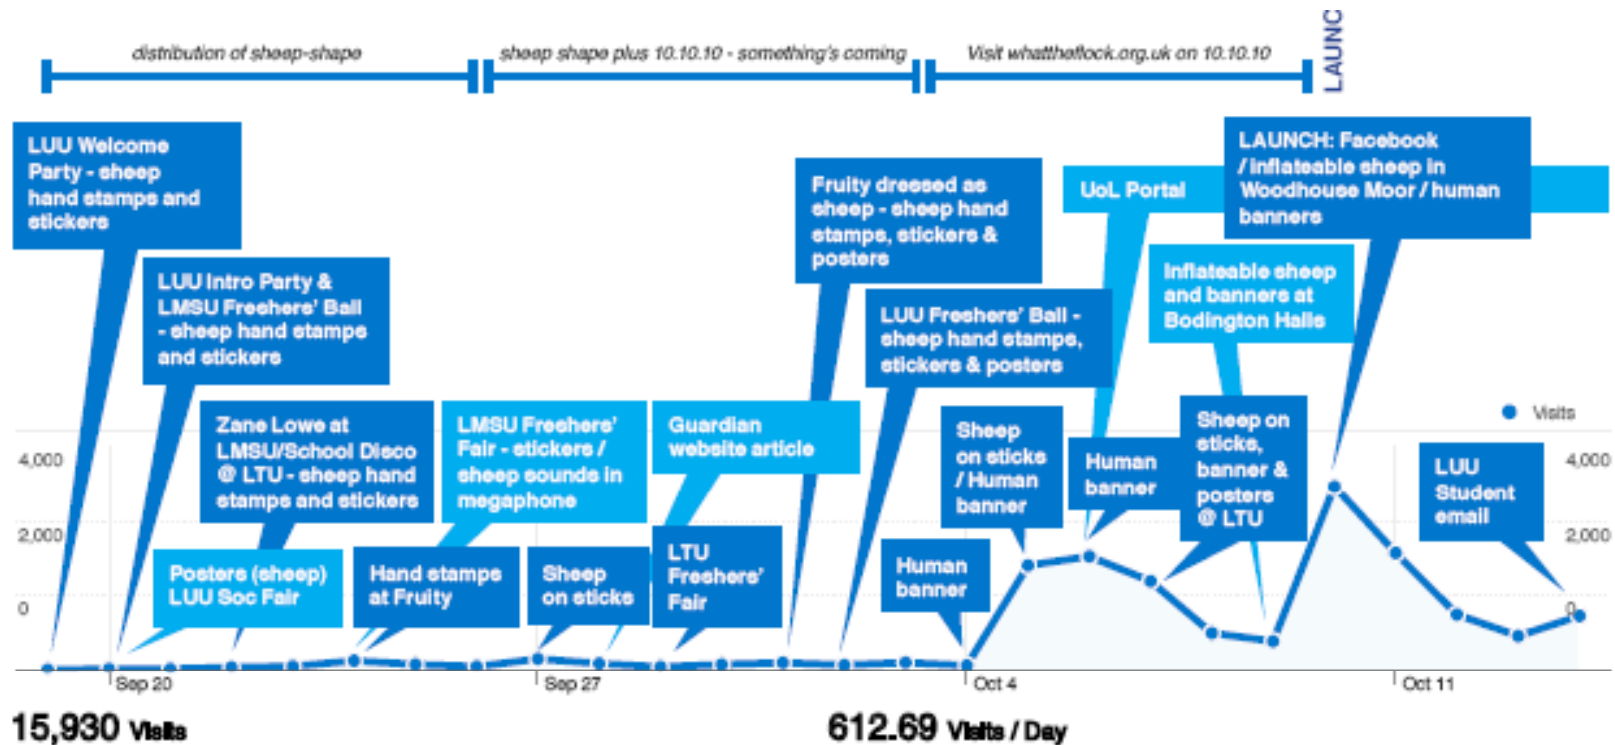 distribution of sheep-shape
sheep shape plus 10.10.10 - something's coming
Visit whattheflock.org.uk on 10.10.10
LAUNC
LUU Welcome
Party - sheep
hand stamps and
stickers
LUU Intro Party &
LMSU Freshers' Ball
- sheep hand stamps
and stickers
Zane Lowe at
LMSU/School Disco
@ LTU - sheep hand
stamps and stickers
Posters (sheep)
LUU Soc Fair
LMSU Freshers'
Fair - stickers /
sheep sounds in
megaphone
Hand stamps
at Fruity
Sheep
on sticks
Guardian
website article
LTU
Freshers'
Fair
Fruity dressed as
sheep - sheep hand
stamps, stickers &
posters
LUU Freshers' Ball -
sheep hand stamps,
stickers & posters
Human
banner
Sheep
on sticks
/ Human
banner
UoL Portal
Human
banner
Inflateable sheep
and banners at
Bodington Halls
Sheep on
sticks,
banner &
posters
@ LTU
LAUNCH: Facebook
/ inflateable sheep in
Woodhouse Moor / human
banners
LUU
Student
email
Visits
4,000
2,000
0
4,000
2,000
0
Sep 20
Sep 27
Oct 4
Oct 11
15,930 Visits
612.69 Visits / Day